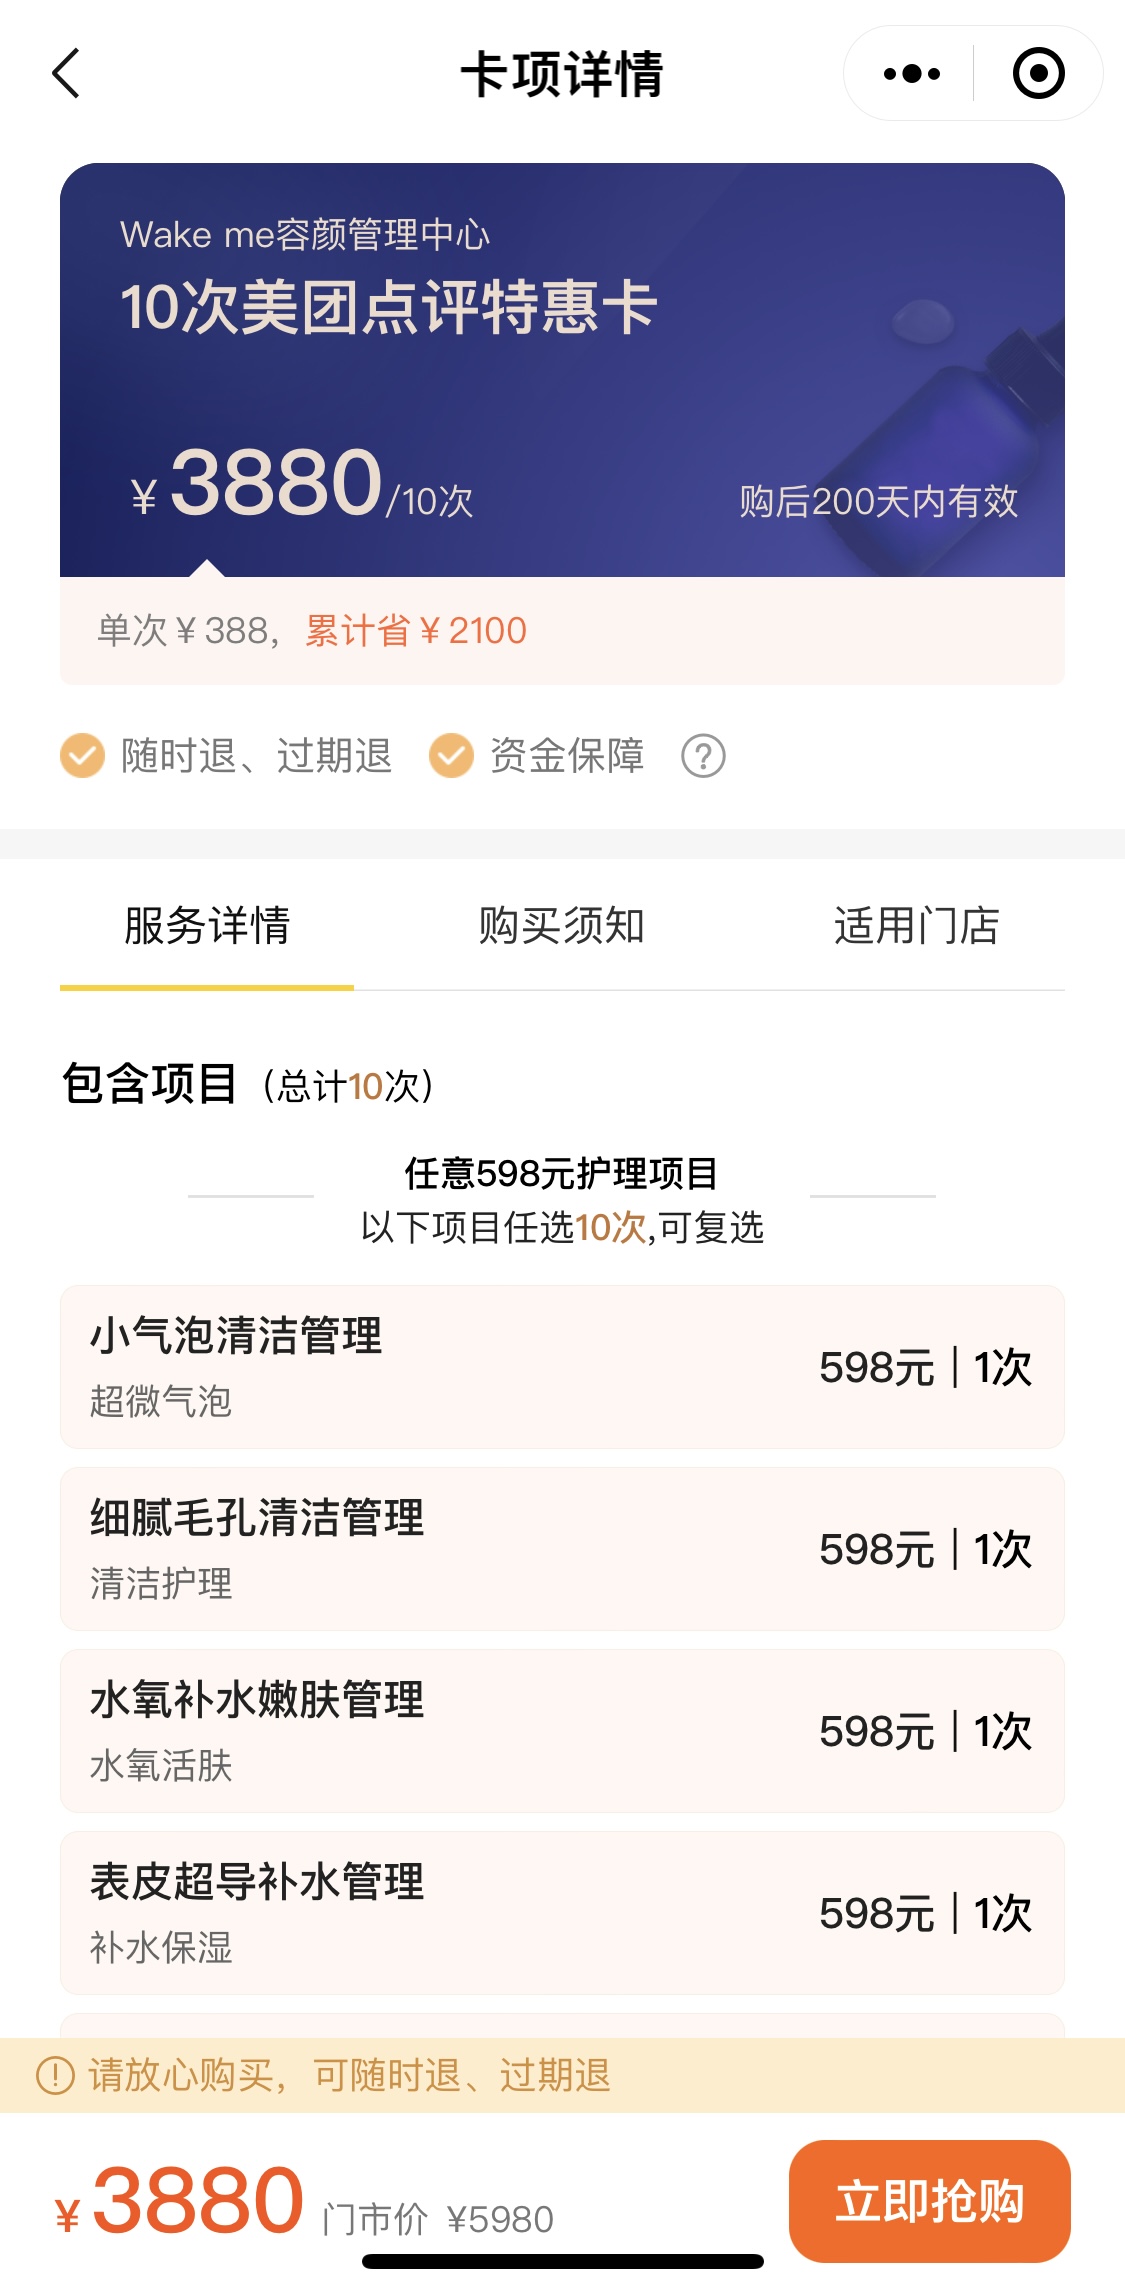 卡项详情
Wake me容颜管理中心
10次美团点评特惠卡
¥3880/10次
购后200天内有效
单次¥388，累计省¥2100
随时退、过期退 资金保障 ?
服务详情 购买须知 适用门店
包含项目（总计10次）
任意598元护理项目
以下项目任选10次,可复选
小气泡清洁管理
超微气泡
598元 | 1次
细腻毛孔清洁管理
清洁护理
598元 | 1次
水氧补水嫩肤管理
水氧活肤
598元 | 1次
表皮超导补水管理
补水保湿
598元 | 1次
请放心购买，可随时退、过期退
¥3880 门市价 ¥5980
立即抢购